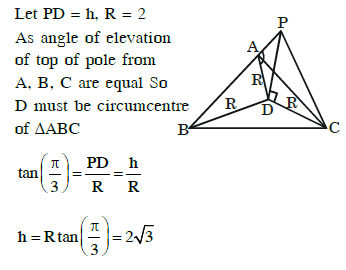 Let PD = h, R = 2
As angle of elevation
of top of pole from
A, B, C are equal So
D must be circumcentre
of ΔABC
tan(π/3) = PD/R = h/R
h = R tan(π/3) = 2√3
P
A
R
R
R
D
B
C